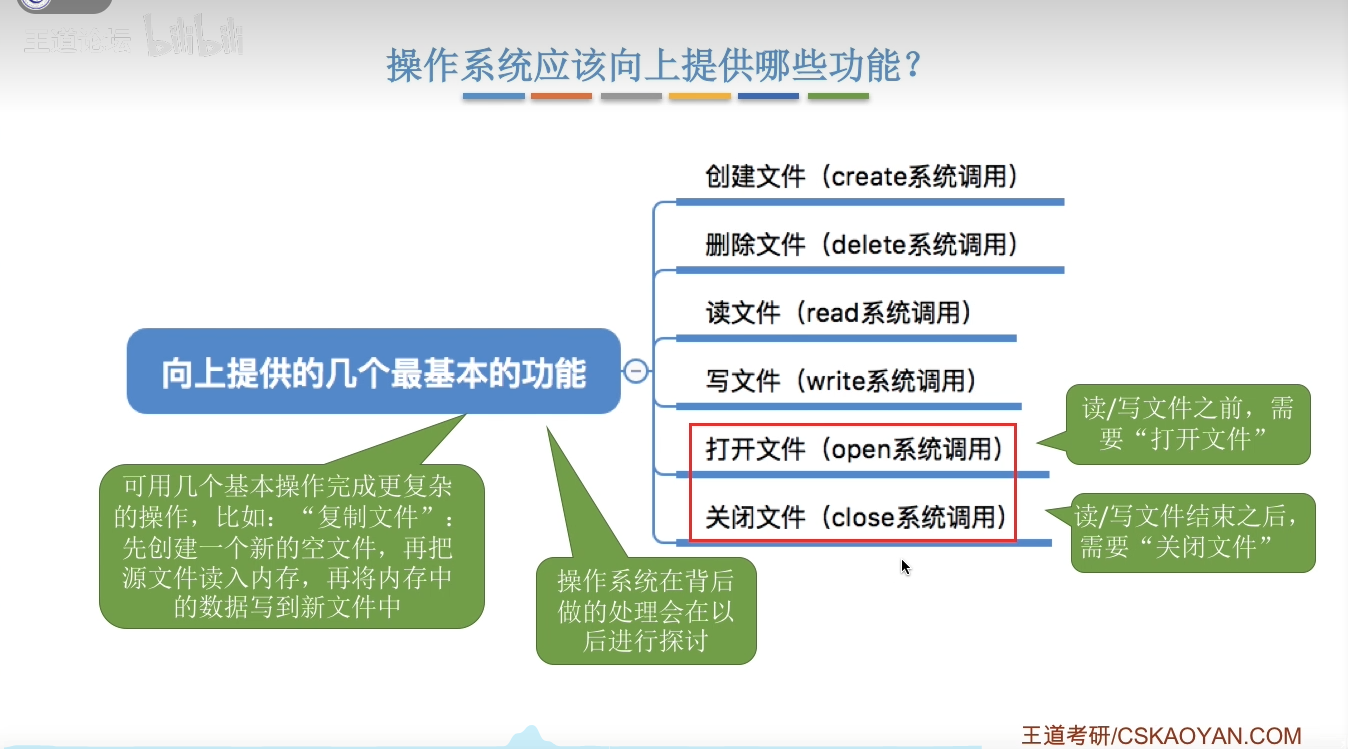 王道论坛 bilibili
操作系统应该向上提供哪些功能？
创建文件（create系统调用）
删除文件（delete系统调用）
读文件（read系统调用）
写文件（write系统调用）
打开文件（open系统调用）
关闭文件（close系统调用）
向上提供的几个最基本的功能
读/写文件之前，需
要“打开文件”
读/写文件结束之后，
需要“关闭文件”
可用几个基本操作完成更复杂
的操作，比如：“复制文件”：
先创建一个新的空文件，再把
源文件读入内存，再将内存中
的数据写到新文件中
操作系统在背后
做的处理会在以
后进行探讨
王道考研/CSKAOYAN.COM